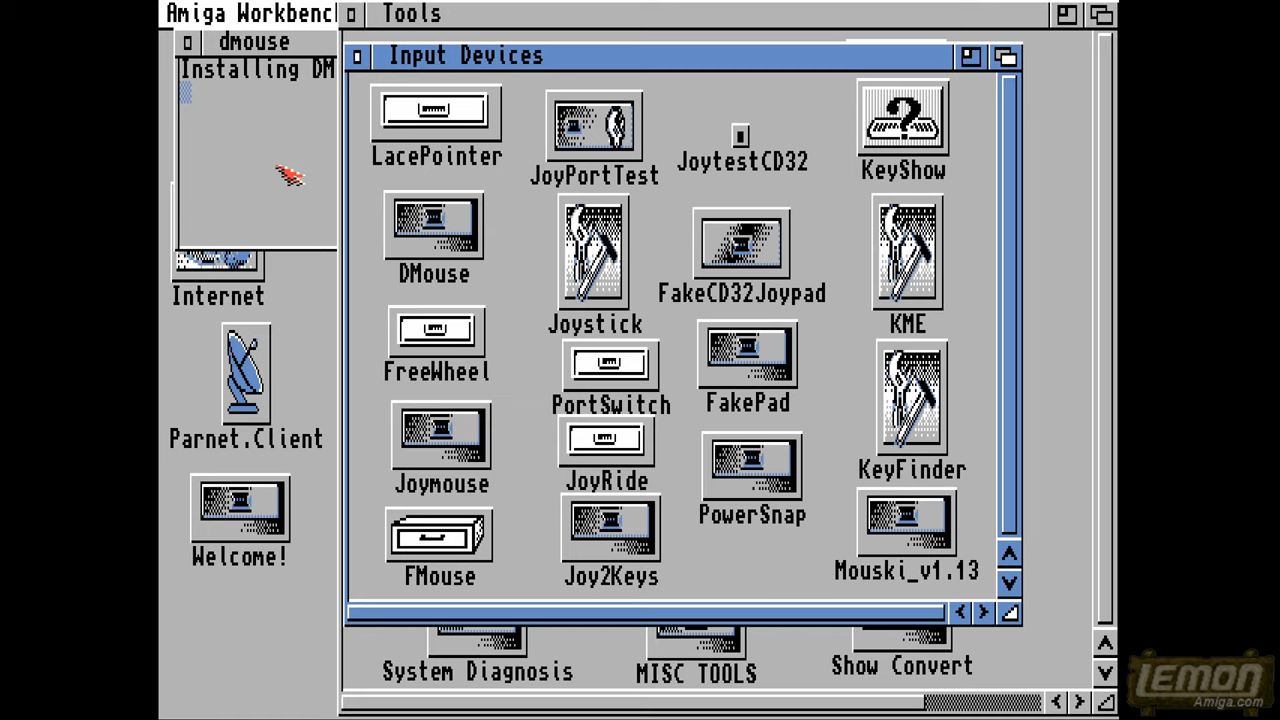 Amiga Workbenc
Tools
dmouse
Installing DM
Input Devices
LacePointer
JoyPortTest
JoytestCD32
KeyShow
DMouse
Joystick
FakeCD32Joypad
KME
FreeWheel
PortSwitch
FakePad
Joymouse
JoyRide
KeyFinder
PowerSnap
FMouse
Joy2Keys
Mouski_v1.13
Internet
Parnet.Client
Welcome!
System Diagnosis
MISC TOOLS
Show Convert
LEMON
Amiga.com